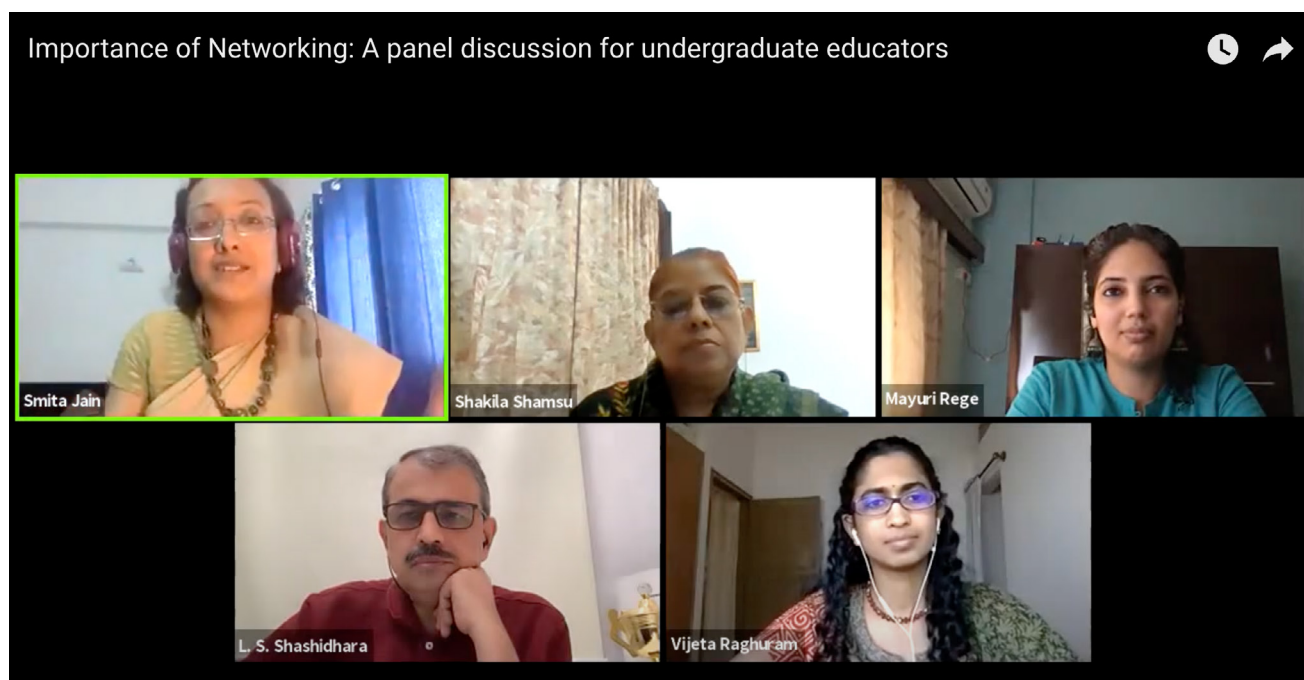 Importance of Networking: A panel discussion for undergraduate educators
Smita Jain
Shakila Shamsu
Mayuri Rege
L. S. Shashidhara
Vijeta Raghuram